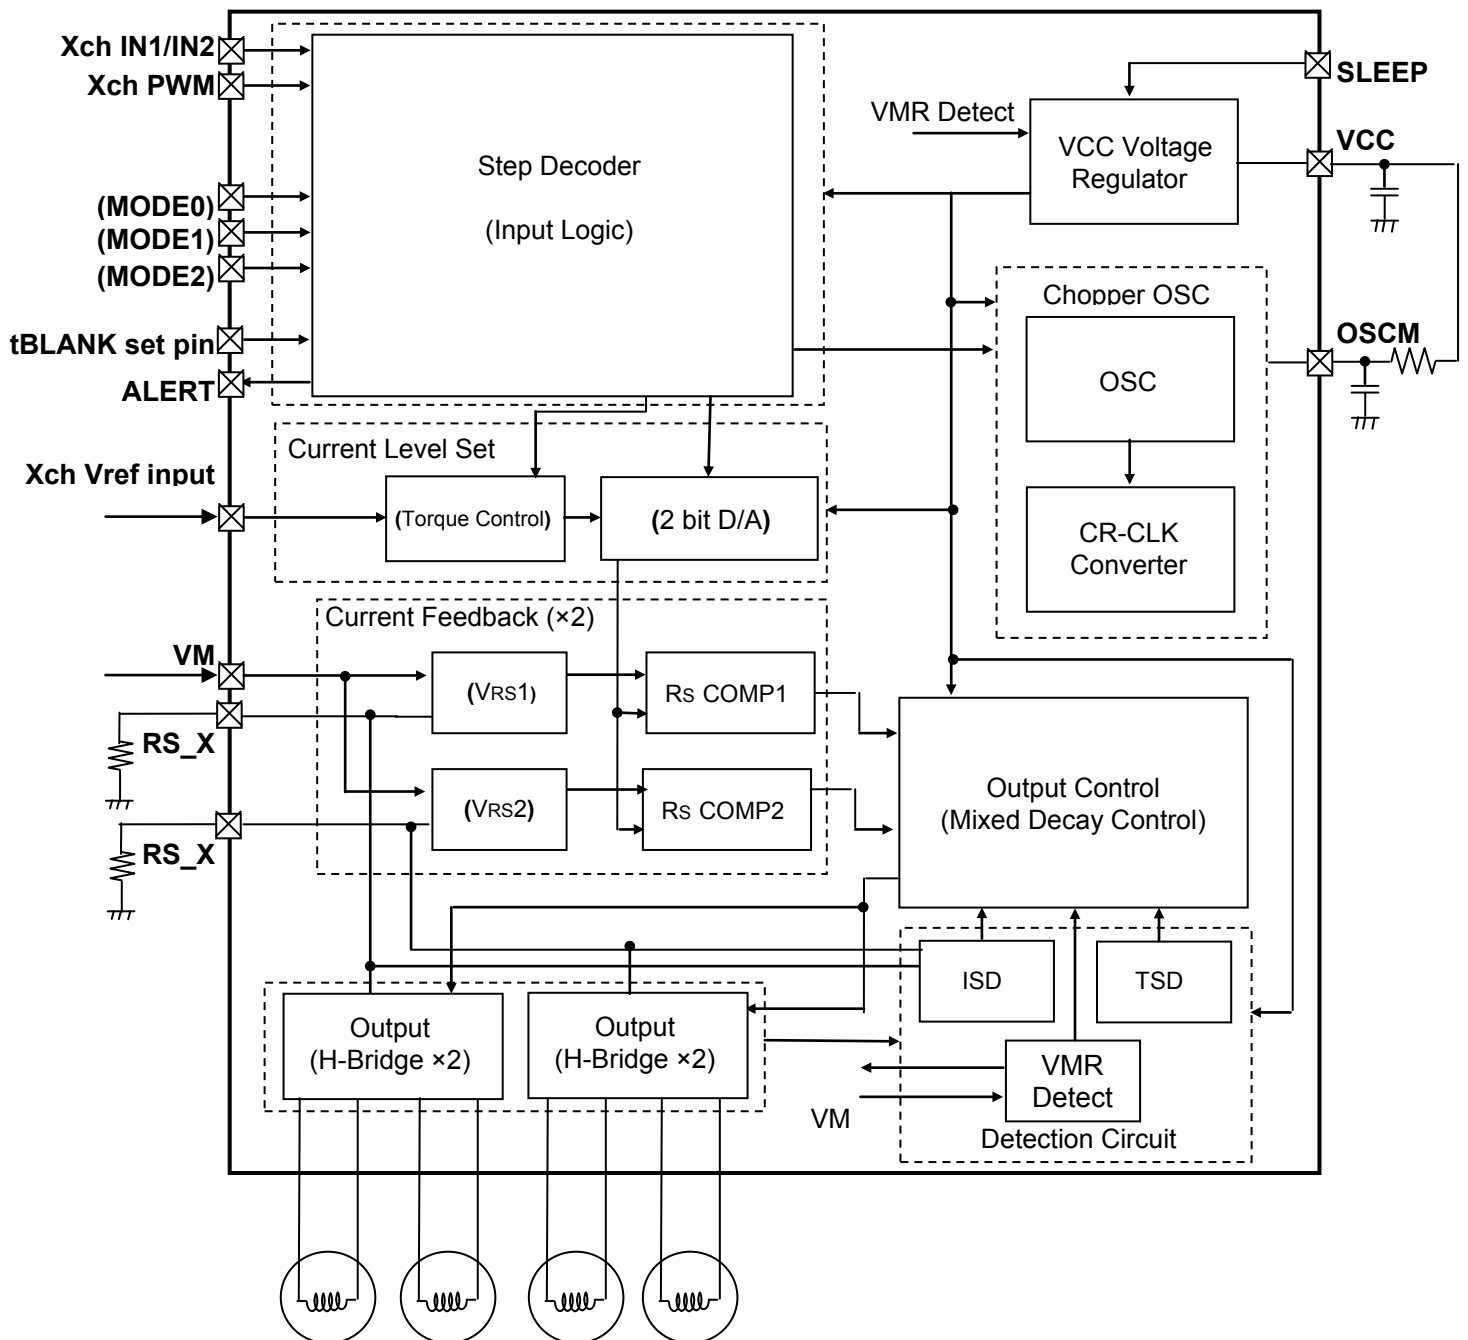 Xch IN1/IN2
Xch PWM
(MODE0)
(MODE1)
(MODE2)
tBLANK set pin
ALERT
Xch Vref input
VM
RS_X
RS_X
Step Decoder
(Input Logic)
VMR Detect
VCC Voltage
Regulator
SLEEP
VCC
OSCM
Chopper OSC
OSC
CR-CLK
Converter
Current Level Set
(Torque Control)
(2 bit D/A)
Current Feedback (×2)
(VRS1)
RS COMP1
(VRS2)
RS COMP2
Output Control
(Mixed Decay Control)
ISD
TSD
VMR
Detect
VM
Detection Circuit
Output
(H-Bridge ×2)
Output
(H-Bridge ×2)